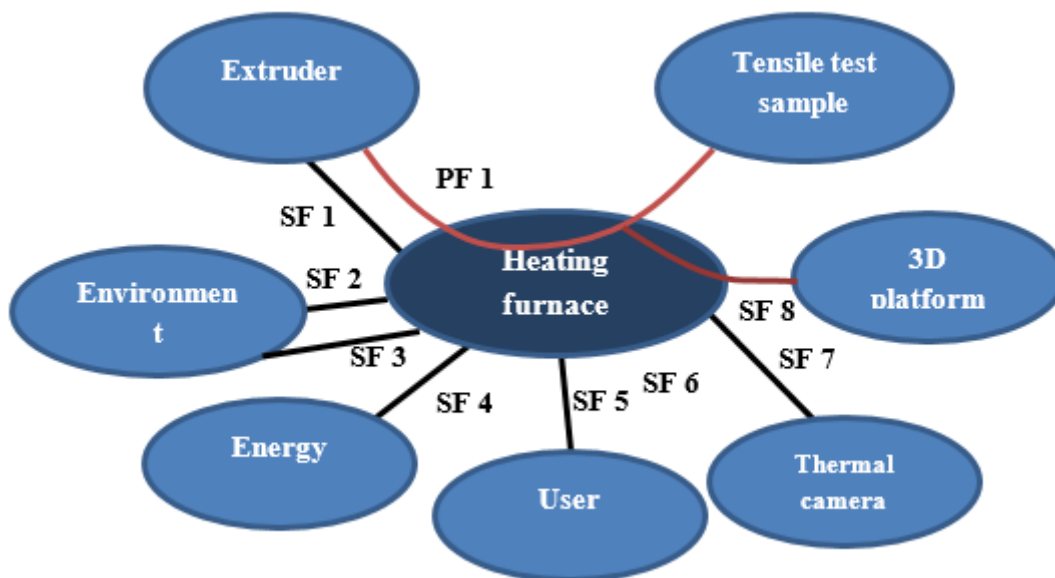 Extruder
Tensile test
sample
PF 1
SF 1
Heating
furnace
SF 2
Environmen
t
3D
platform
SF 8
SF 3
SF 7
SF 4
SF 5
SF 6
Energy
User
Thermal
camera